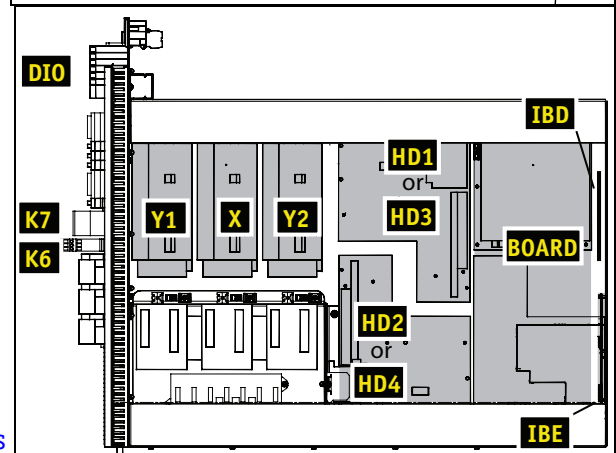 DIO
IBD
HD1
or
HD3
K7
Y1
X
Y2
K6
BOARD
HD2
or
HD4
IBE
s